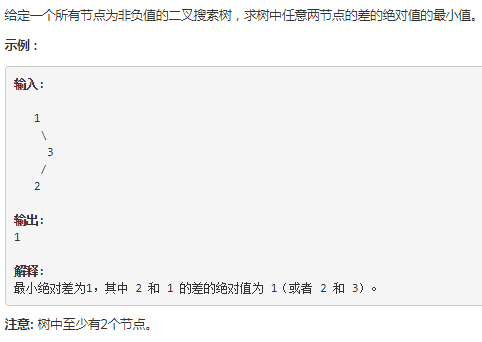 给定一个所有节点为非负值的二叉搜索树，求树中任意两节点的差的绝对值的最小值。
示例：
输入:
1
\
3
/
2
输出:
1
解释:
最小绝对差为1，其中 2 和 1 的差的绝对值为 1（或者 2 和 3）。
注意: 树中至少有2个节点。